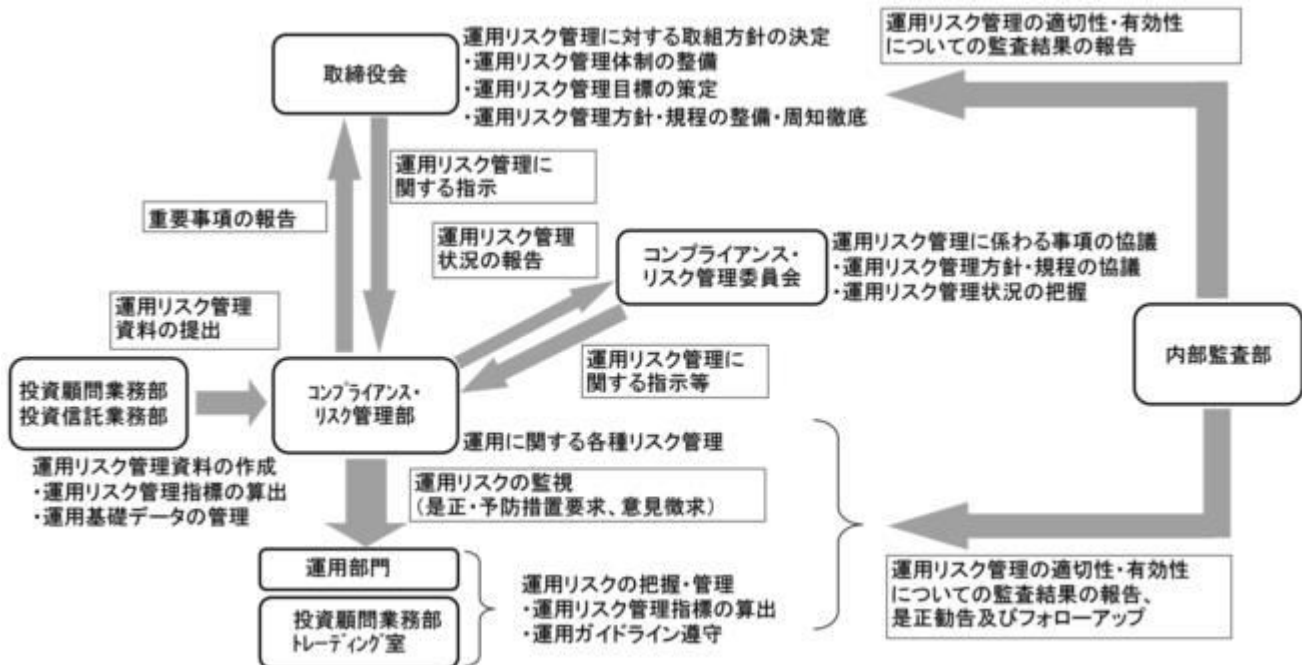 取締役会
運用リスク管理に対する取組方針の決定
・運用リスク管理体制の整備
・運用リスク管理目標の策定
・運用リスク管理方針・規程の整備・周知徹底
運用リスク管理の適切性・有効性
についての監査結果の報告
運用リスク管理に
関する指示
重要事項の報告
運用リスク管理
状況の報告
コンプライアンス・
リスク管理委員会
運用リスク管理に係わる事項の協議
・運用リスク管理方針・規程の協議
・運用リスク管理状況の把握
運用リスク管理
資料の提出
内部監査部
運用リスク管理に
関する指示等
投資顧問業務部
投資信託業務部
コンプライアンス・
リスク管理部
運用に関する各種リスク管理
運用リスク管理資料の作成
・運用リスク管理指標の算出
・運用基礎データの管理
運用リスクの監視
(是正・予防措置要求、意見徴求)
運用部門
投資顧問業務部
トレーディング室
運用リスクの把握・管理
・運用リスク管理指標の算出
・運用ガイドライン遵守
運用リスク管理の適切性・有効性
についての監査結果の報告、
是正勧告及びフォローアップ